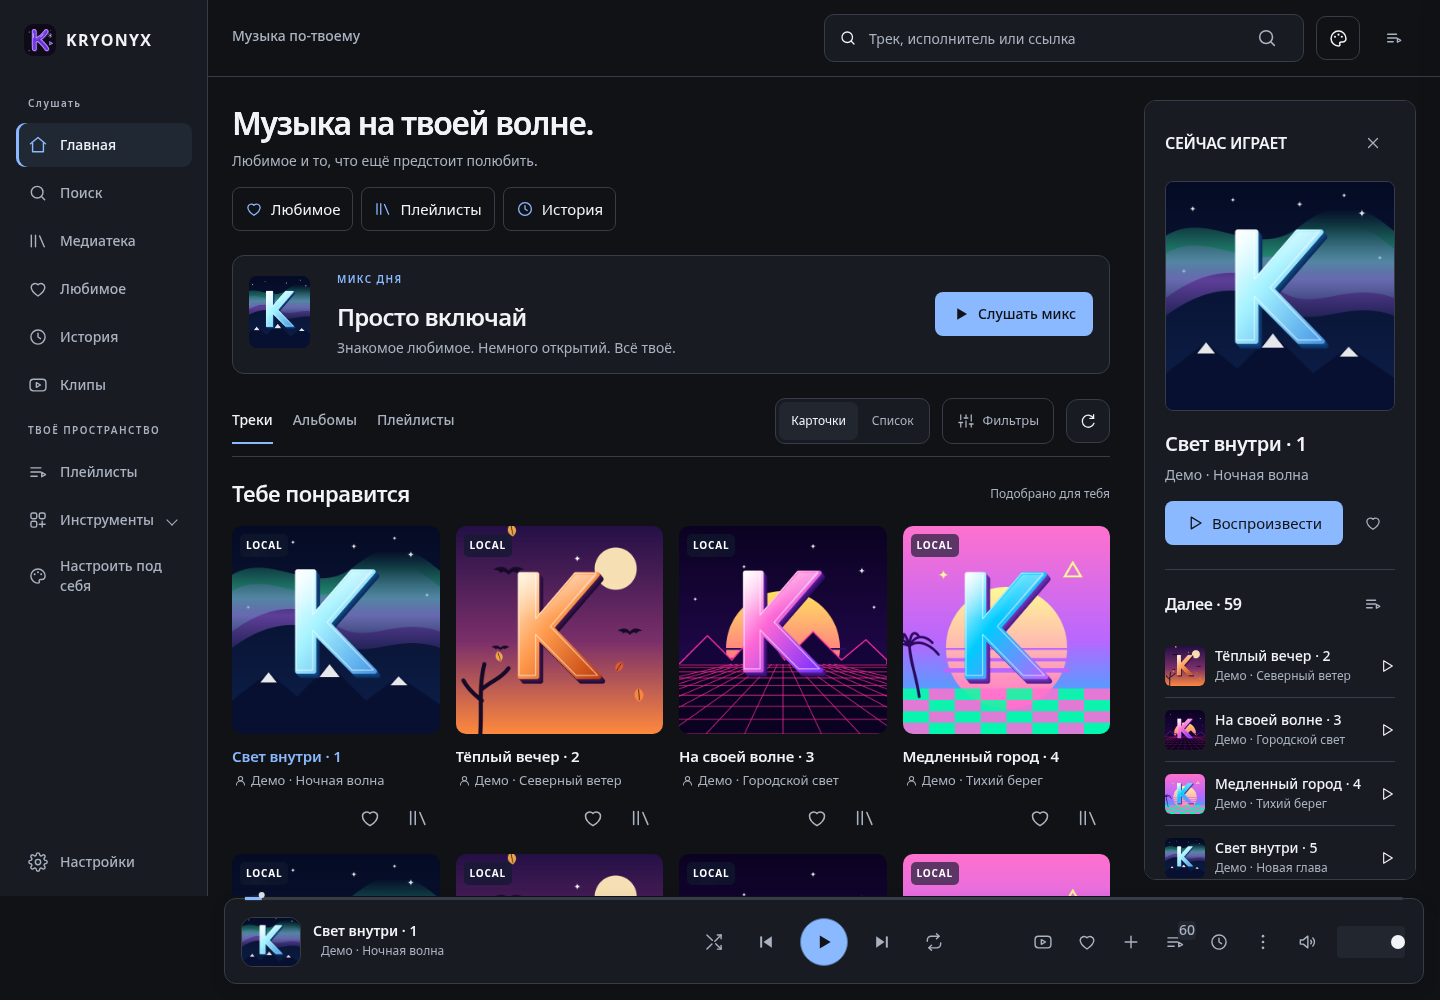 KRYONYX
Слушать
Главная
Поиск
Медиатека
Любимое
История
Клипы
ТВОЁ ПРОСТРАНСТВО
Плейлисты
Инструменты
Настроить под
себя
Настройки
Музыка по-твоему
Трек, исполнитель или ссылка
Музыка на твоей волне.
Любимое и то, что ещё предстоит полюбить.
Любимое Плейлисты История
МИКС ДНЯ
Просто включай
Знакомое любимое. Немного открытий. Всё твоё.
Слушать микс
Треки Альбомы Плейлисты
Карточки Список Фильтры
Тебе понравится
Подобрано для тебя
LOCAL LOCAL LOCAL LOCAL
K K K K
Свет внутри · 1 Тёплый вечер · 2 На своей волне · 3 Медленный город · 4
Демо · Ночная волна Демо · Северный ветер Демо · Городской свет Демо · Тихий берег
LOCAL LOCAL LOCAL LOCAL
СЕЙЧАС ИГРАЕТ
K
Свет внутри · 1
Демо · Ночная волна
Воспроизвести
Далее · 59
Тёплый вечер · 2
Демо · Северный ветер
На своей волне · 3
Демо · Городской свет
Медленный город · 4
Демо · Тихий берег
Свет внутри · 5
Демо · Новая глава
Свет внутри · 1
Демо · Ночная волна
60